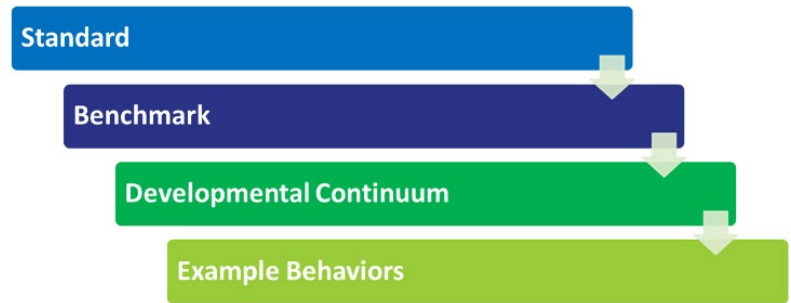 Standard
Benchmark
Developmental Continuum
Example Behaviors